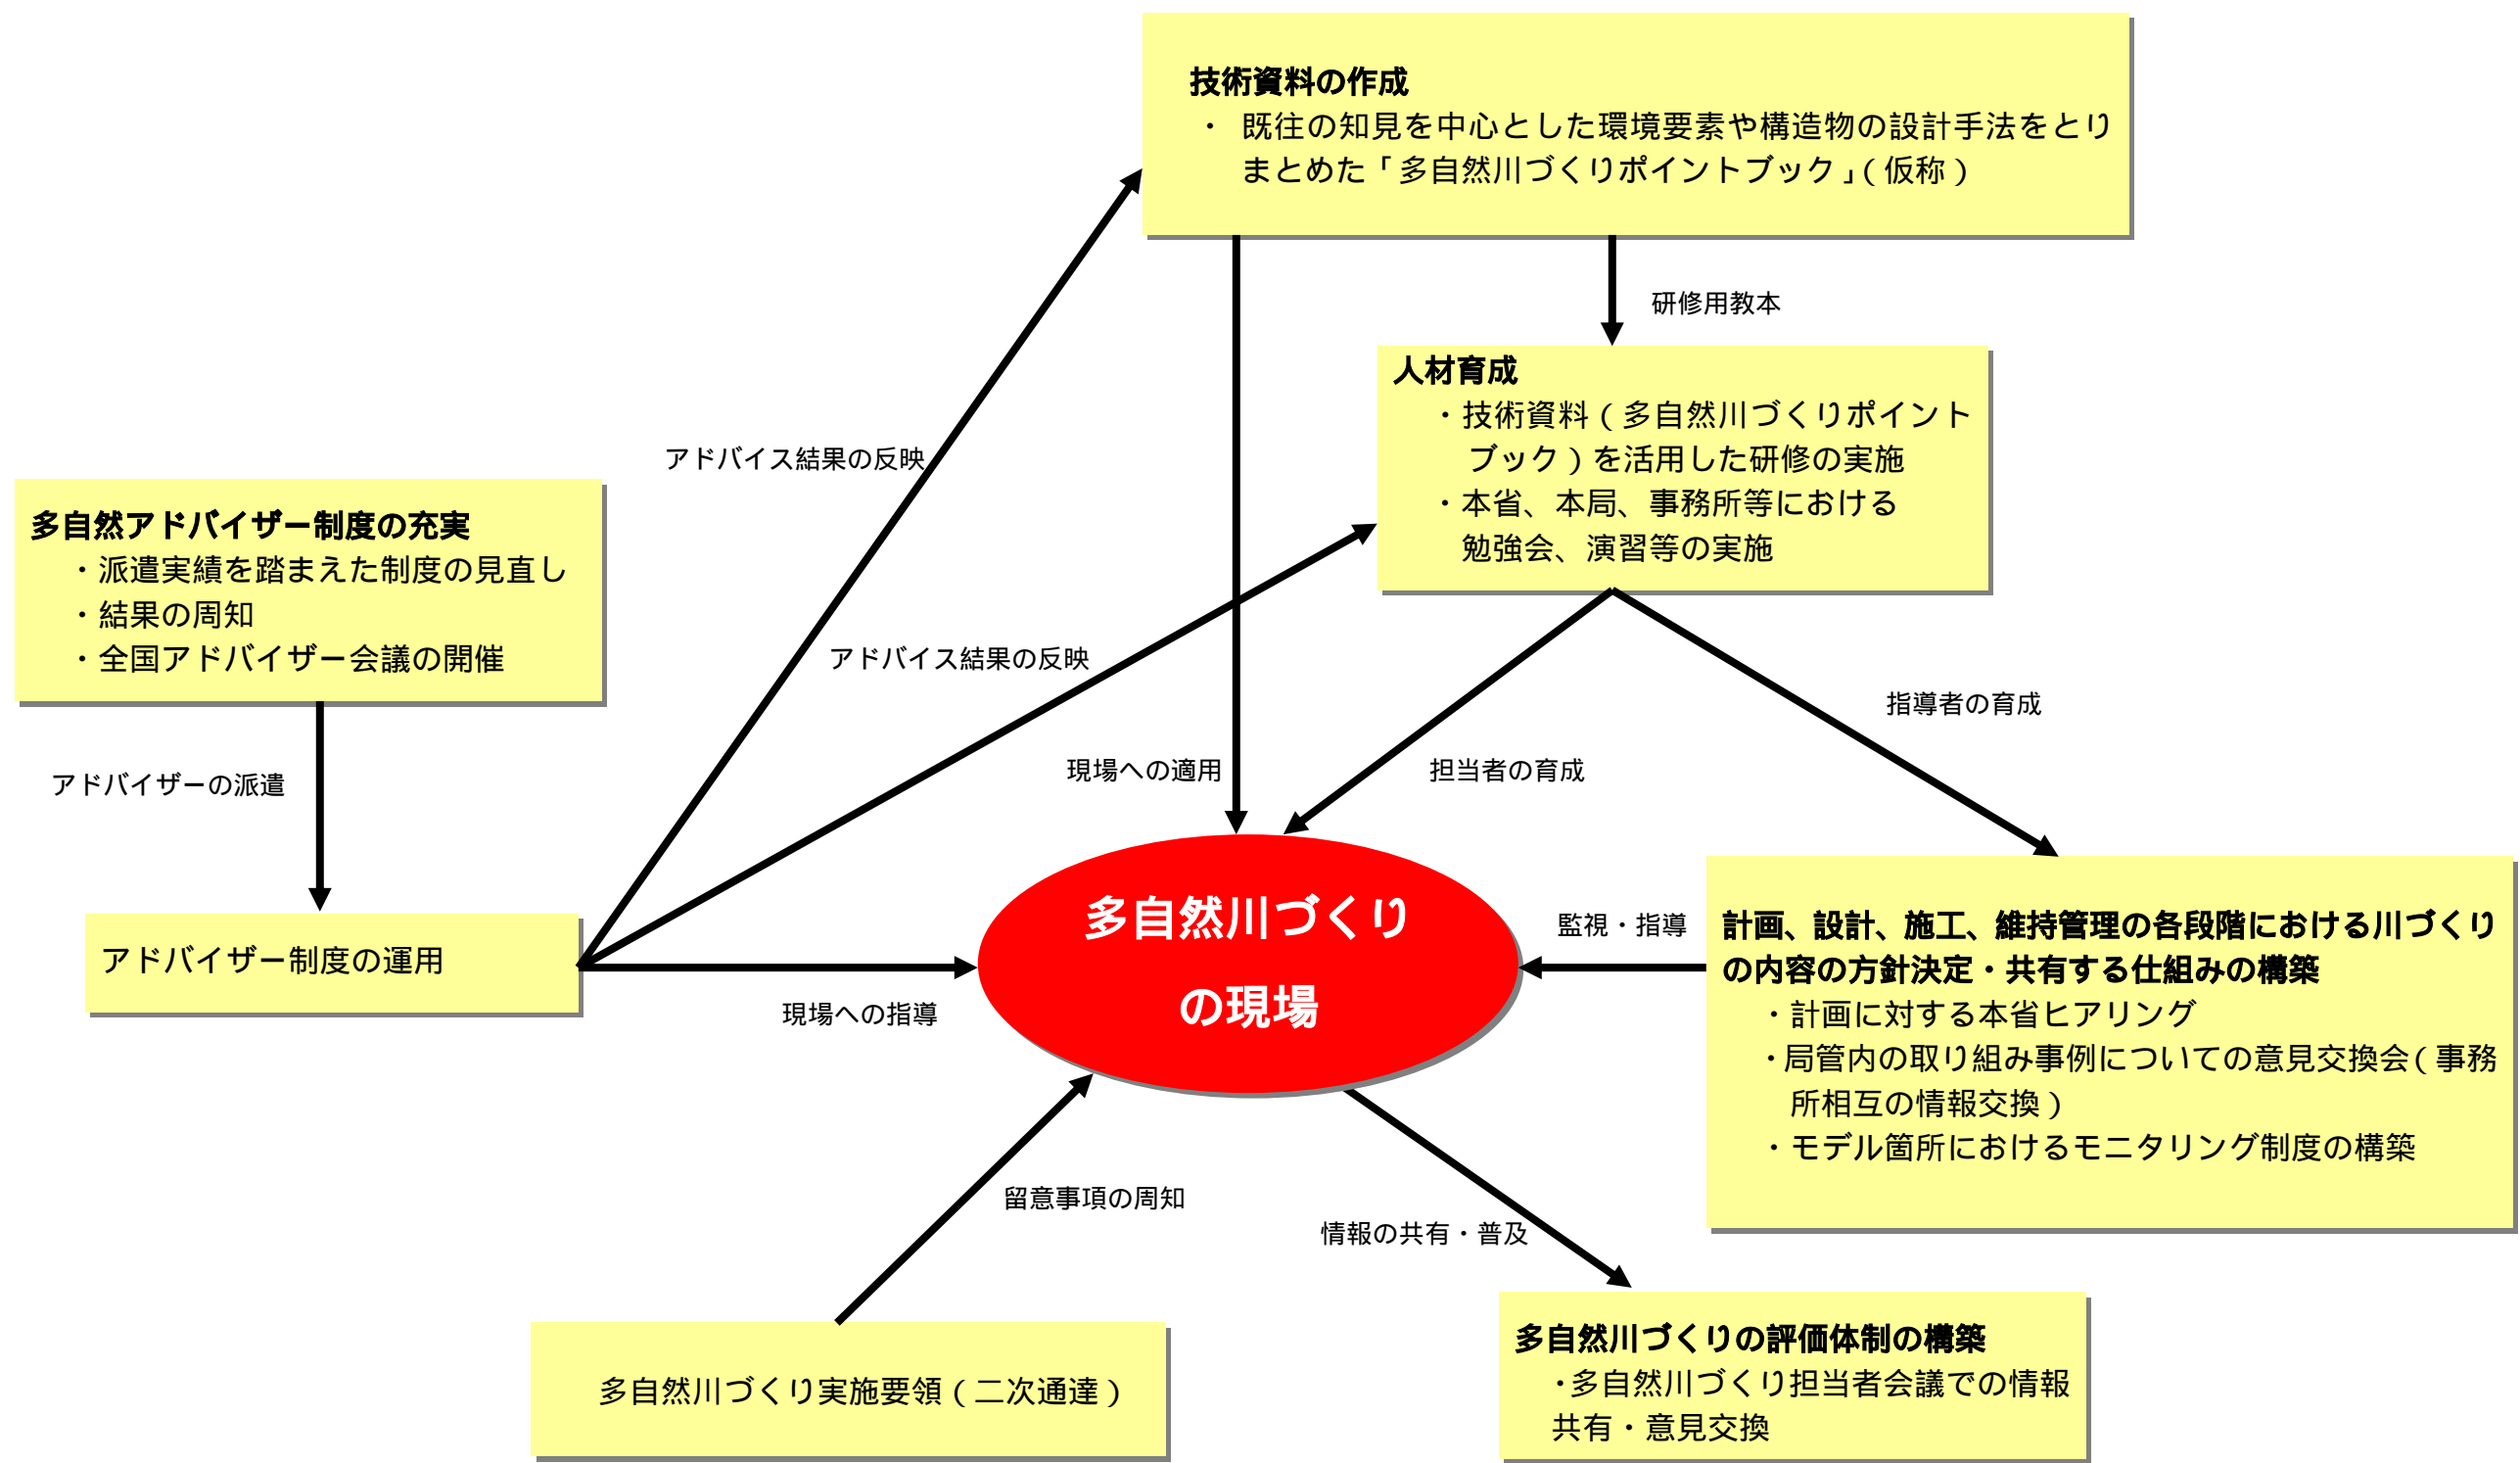 技術資料の作成
・ 既往の知見を中心とした環境要素や構造物の設計手法をとり
まとめた「多自然川づくりポイントブック」(仮称)
研修用教本
人材育成
・技術資料(多自然川づくりポイント
ブック)を活用した研修の実施
・本省、本局、事務所等における
勉強会、演習等の実施
アドバイス結果の反映
多自然アドバイザー制度の充実
・派遣実績を踏まえた制度の見直し
・結果の周知
・全国アドバイザー会議の開催
アドバイス結果の反映
指導者の育成
アドバイザーの派遣
現場への適用
担当者の育成
アドバイザー制度の運用
現場への指導
多自然川づくり
の現場
監視・指導
計画、設計、施工、維持管理の各段階における川づくり
の内容の方針決定・共有する仕組みの構築
・計画に対する本省ヒアリング
・局管内の取り組み事例についての意見交換会(事務
所相互の情報交換)
・モデル箇所におけるモニタリング制度の構築
留意事項の周知
情報の共有・普及
多自然川づくり実施要領(二次通達)
多自然川づくりの評価体制の構築
・多自然川づくり担当者会議での情報
共有・意見交換